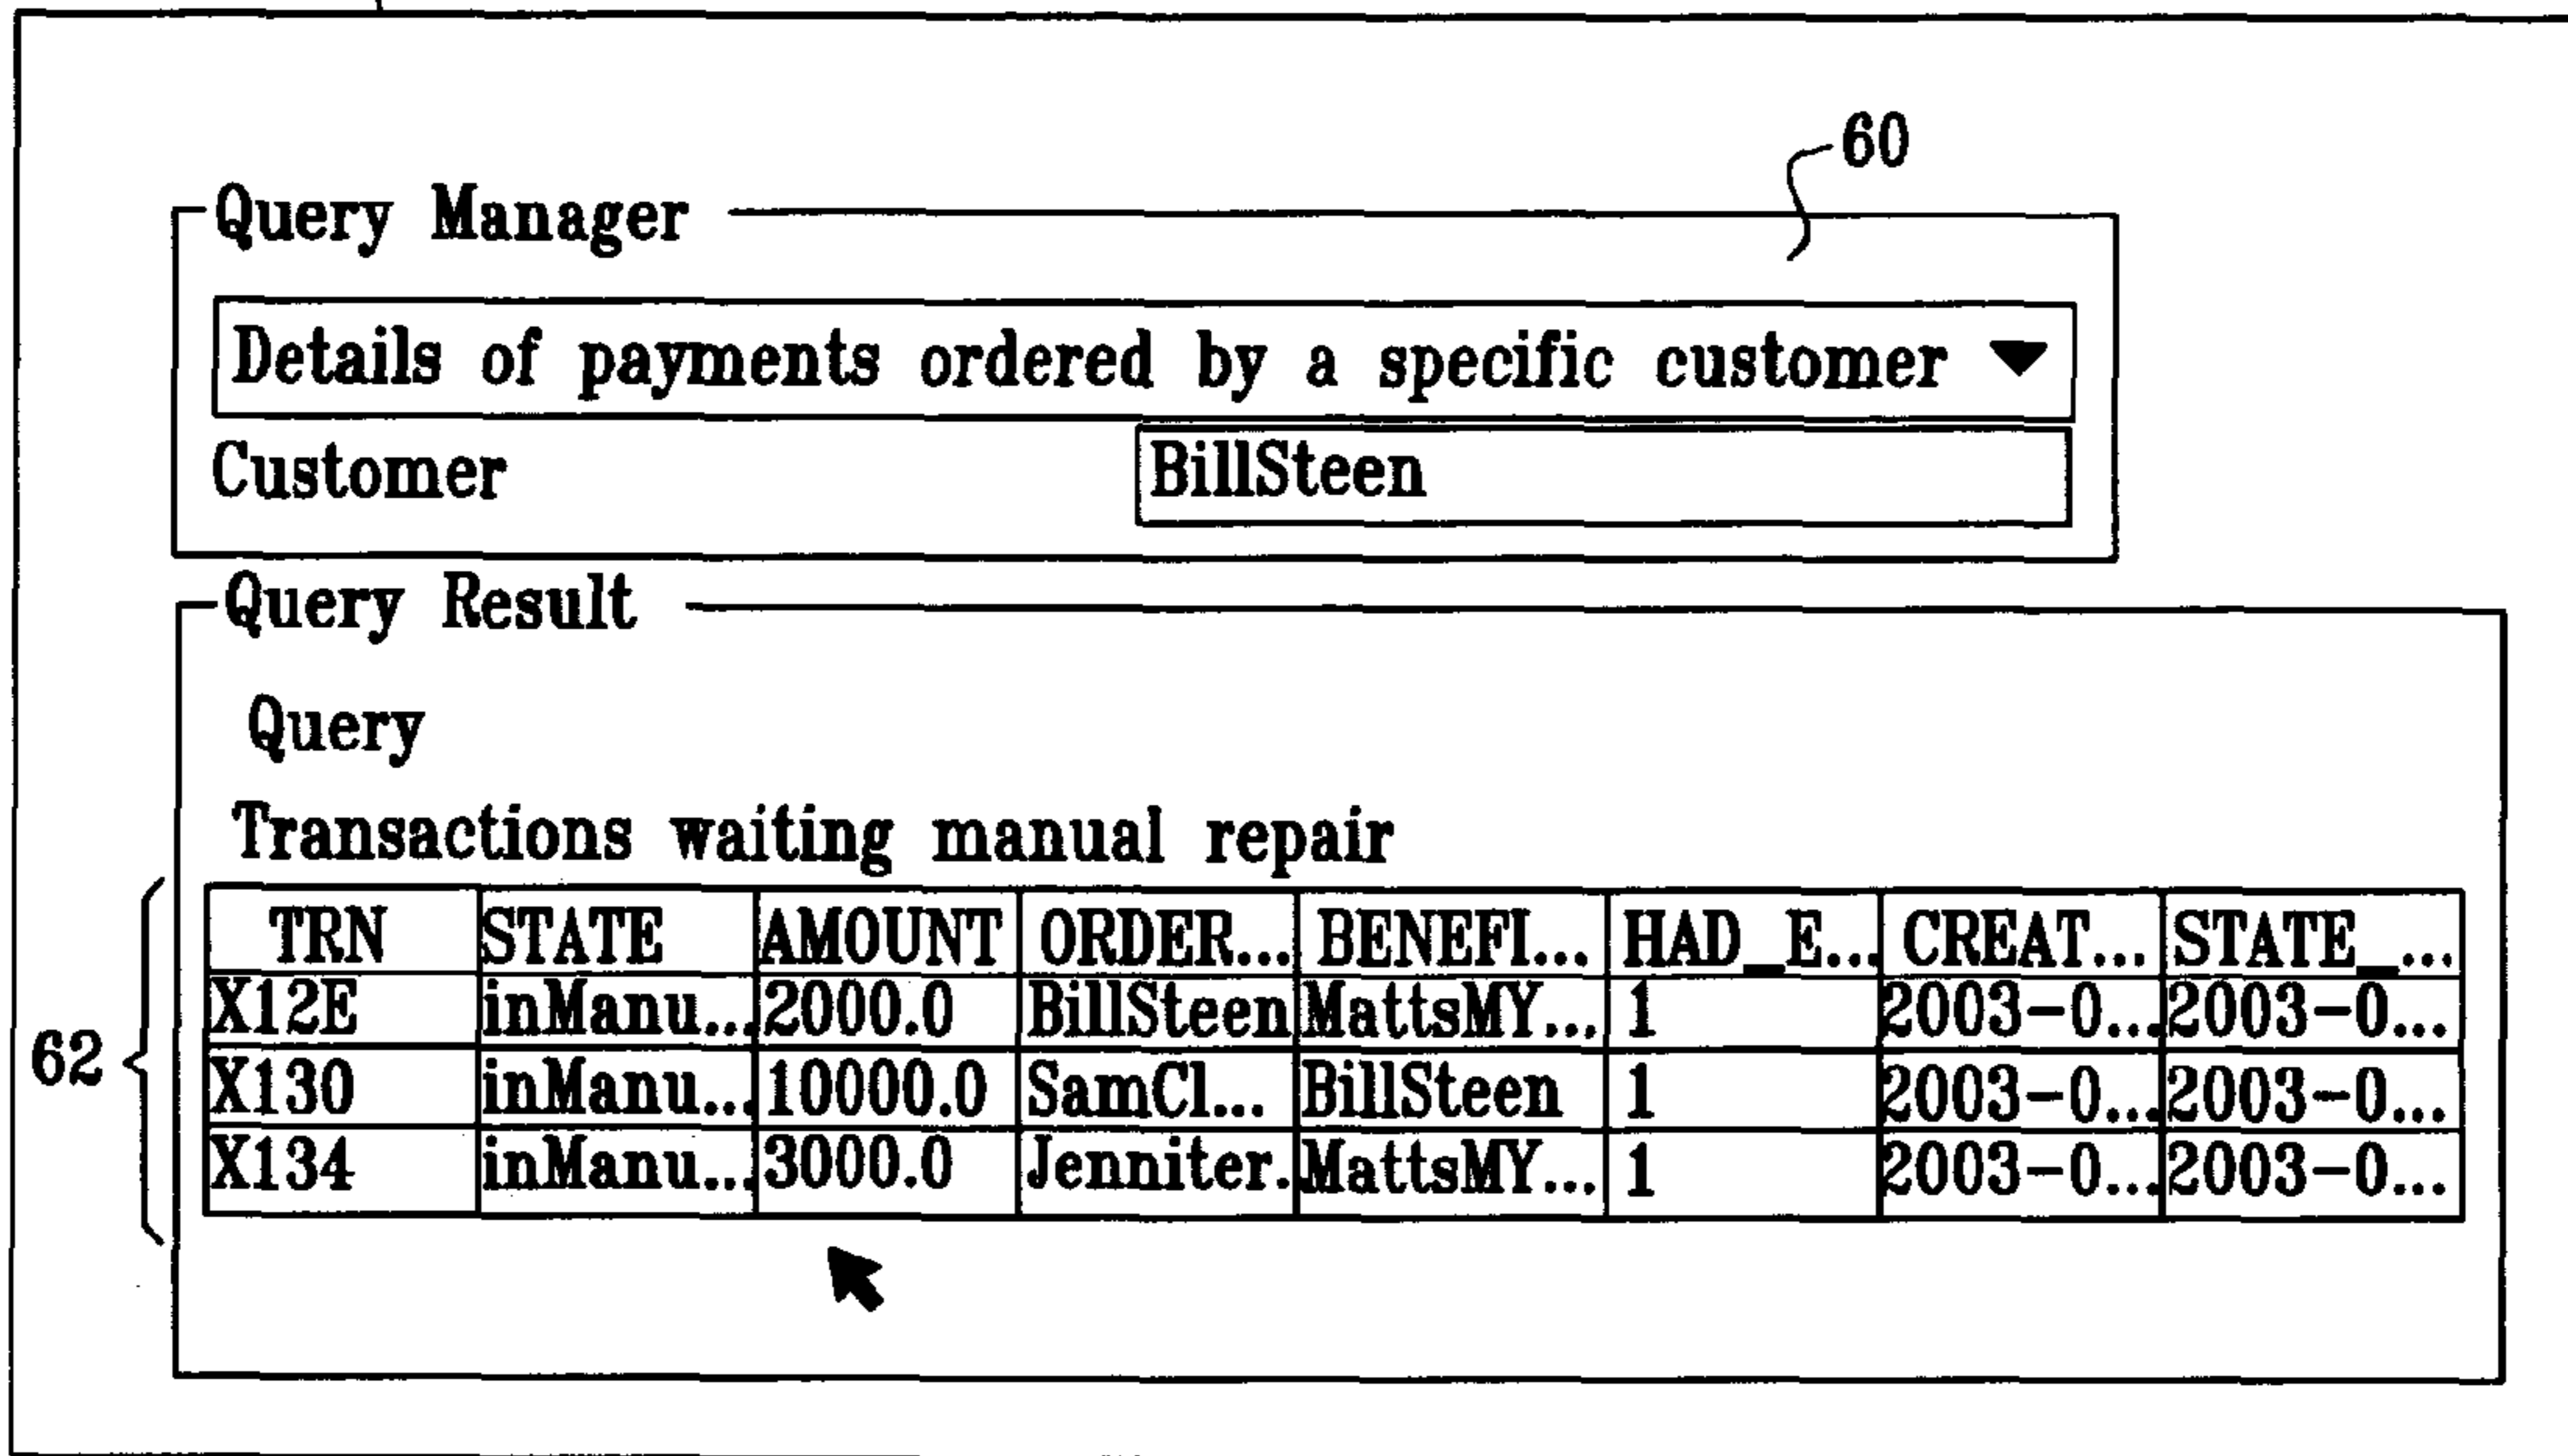 60
Query Manager
Details of payments ordered by a specific customer
Customer BillSteen
Query Result
Query
Transactions waiting manual repair
TRN STATE AMOUNT ORDER... BENEFI... HAD_E... CREAT... STATE_...
X12E inManu... 2000.0 BillSteen MattsMY... 1 2003-0... 2003-0...
62 X130 inManu... 10000.0 SamCl... BillSteen 1 2003-0... 2003-0...
X134 inManu... 3000.0 Jenniter. MattsMY... 1 2003-0... 2003-0...